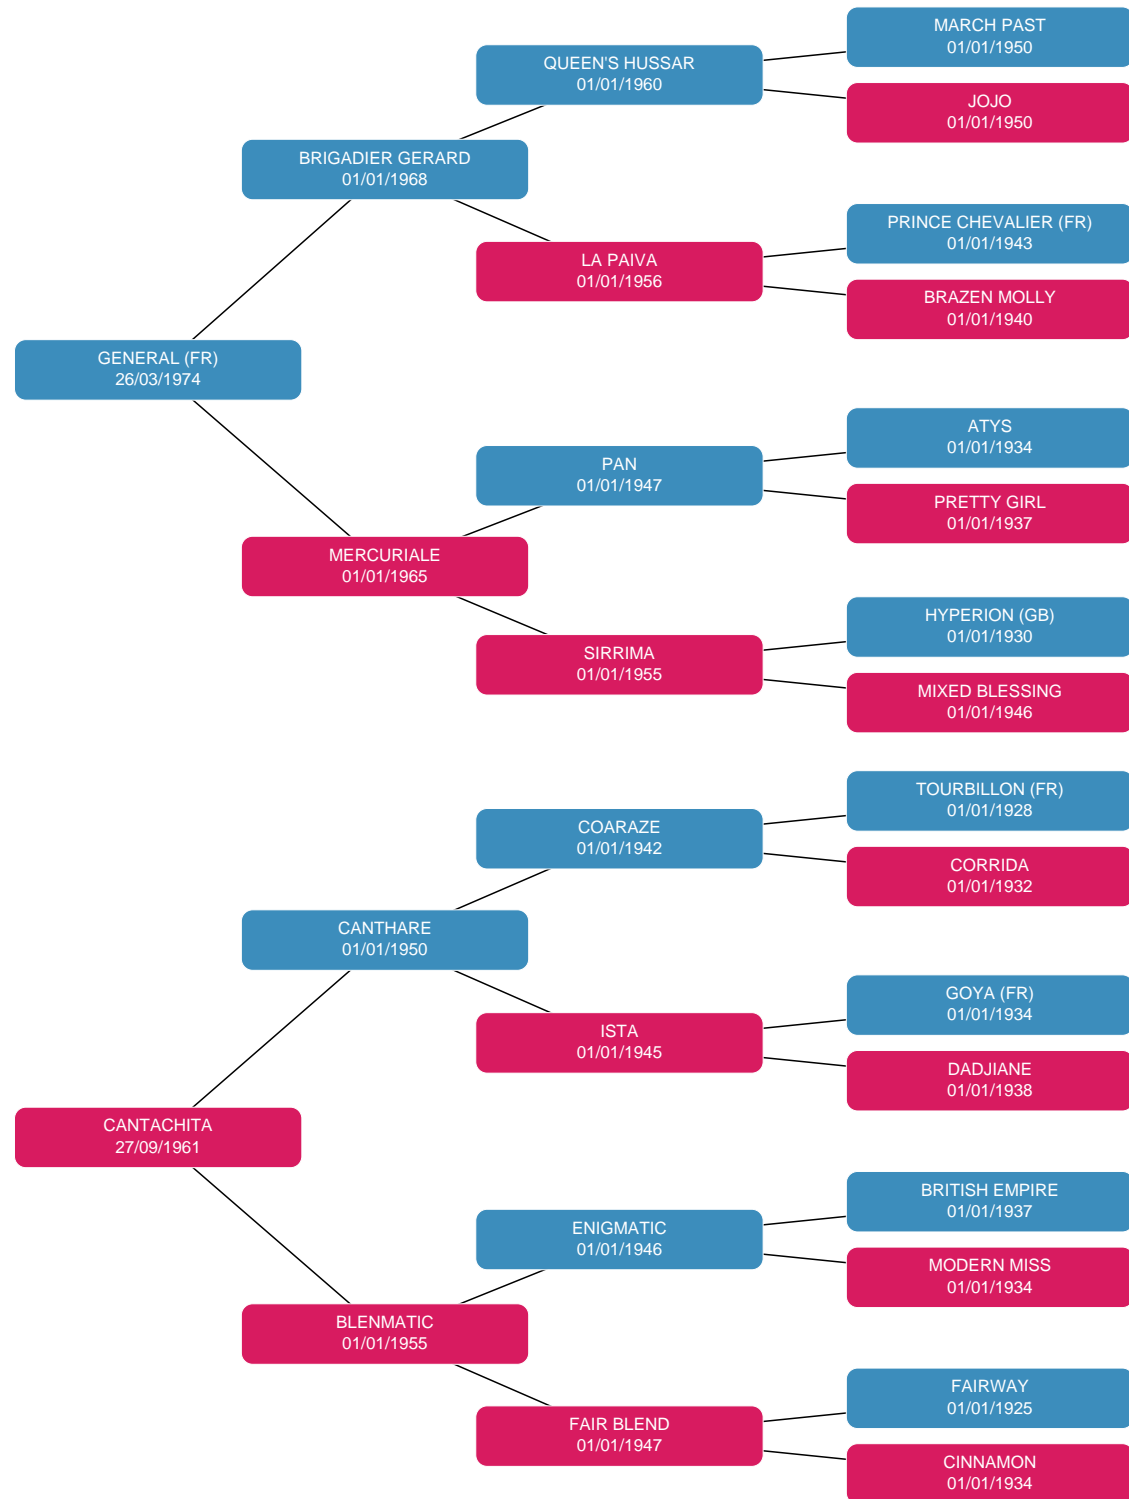 MARCH PAST
01/01/1950
QUEEN'S HUSSAR
01/01/1960
JOJO
01/01/1950
BRIGADIER GERARD
01/01/1968
PRINCE CHEVALIER (FR)
01/01/1943
LA PAIVA
01/01/1956
BRAZEN MOLLY
01/01/1940
GENERAL (FR)
26/03/1974
ATYS
01/01/1934
PAN
01/01/1947
PRETTY GIRL
01/01/1937
MERCURIALE
01/01/1965
HYPERION (GB)
01/01/1930
SIRRIMA
01/01/1955
MIXED BLESSING
01/01/1946
TOURBILLON (FR)
01/01/1928
COARAZE
01/01/1942
CORRIDA
01/01/1932
CANTHARE
01/01/1950
GOYA (FR)
01/01/1934
ISTA
01/01/1945
DADJIANE
01/01/1938
CANTACHITA
27/09/1961
BRITISH EMPIRE
01/01/1937
ENIGMATIC
01/01/1946
MODERN MISS
01/01/1934
BLENMATIC
01/01/1955
FAIRWAY
01/01/1925
FAIR BLEND
01/01/1947
CINNAMON
01/01/1934